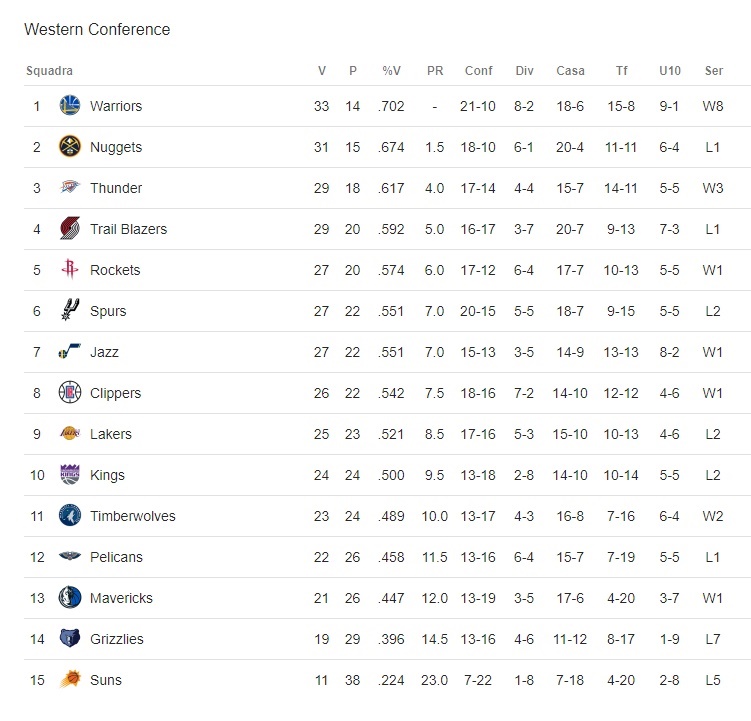 Western Conference
Squadra V P %V PR Conf Div Casa Tf U10 Ser
1 Warriors 33 14 .702 - 21-10 8-2 18-6 15-8 9-1 W8
2 Nuggets 31 15 .674 1.5 18-10 6-1 20-4 11-11 6-4 L1
3 Thunder 29 18 .617 4.0 17-14 4-4 15-7 14-11 5-5 W3
4 Trail Blazers 29 20 .592 5.0 16-17 3-7 20-7 9-13 7-3 L1
5 Rockets 27 20 .574 6.0 17-12 6-4 17-7 10-13 5-5 W1
6 Spurs 27 22 .551 7.0 20-15 5-5 18-7 9-15 5-5 L2
7 Jazz 27 22 .551 7.0 15-13 3-5 14-9 13-13 8-2 W1
8 Clippers 26 22 .542 7.5 18-16 7-2 14-10 12-12 4-6 W1
9 Lakers 25 23 .521 8.5 17-16 5-3 15-10 10-13 4-6 L2
10 Kings 24 24 .500 9.5 13-18 2-8 14-10 10-14 5-5 L2
11 Timberwolves 23 24 .489 10.0 13-17 4-3 16-8 7-16 6-4 W2
12 Pelicans 22 26 .458 11.5 13-16 6-4 15-7 7-19 5-5 L1
13 Mavericks 21 26 .447 12.0 13-19 3-5 17-6 4-20 3-7 W1
14 Grizzlies 19 29 .396 14.5 13-16 4-6 11-12 8-17 1-9 L7
15 Suns 11 38 .224 23.0 7-22 1-8 7-18 4-20 2-8 L5